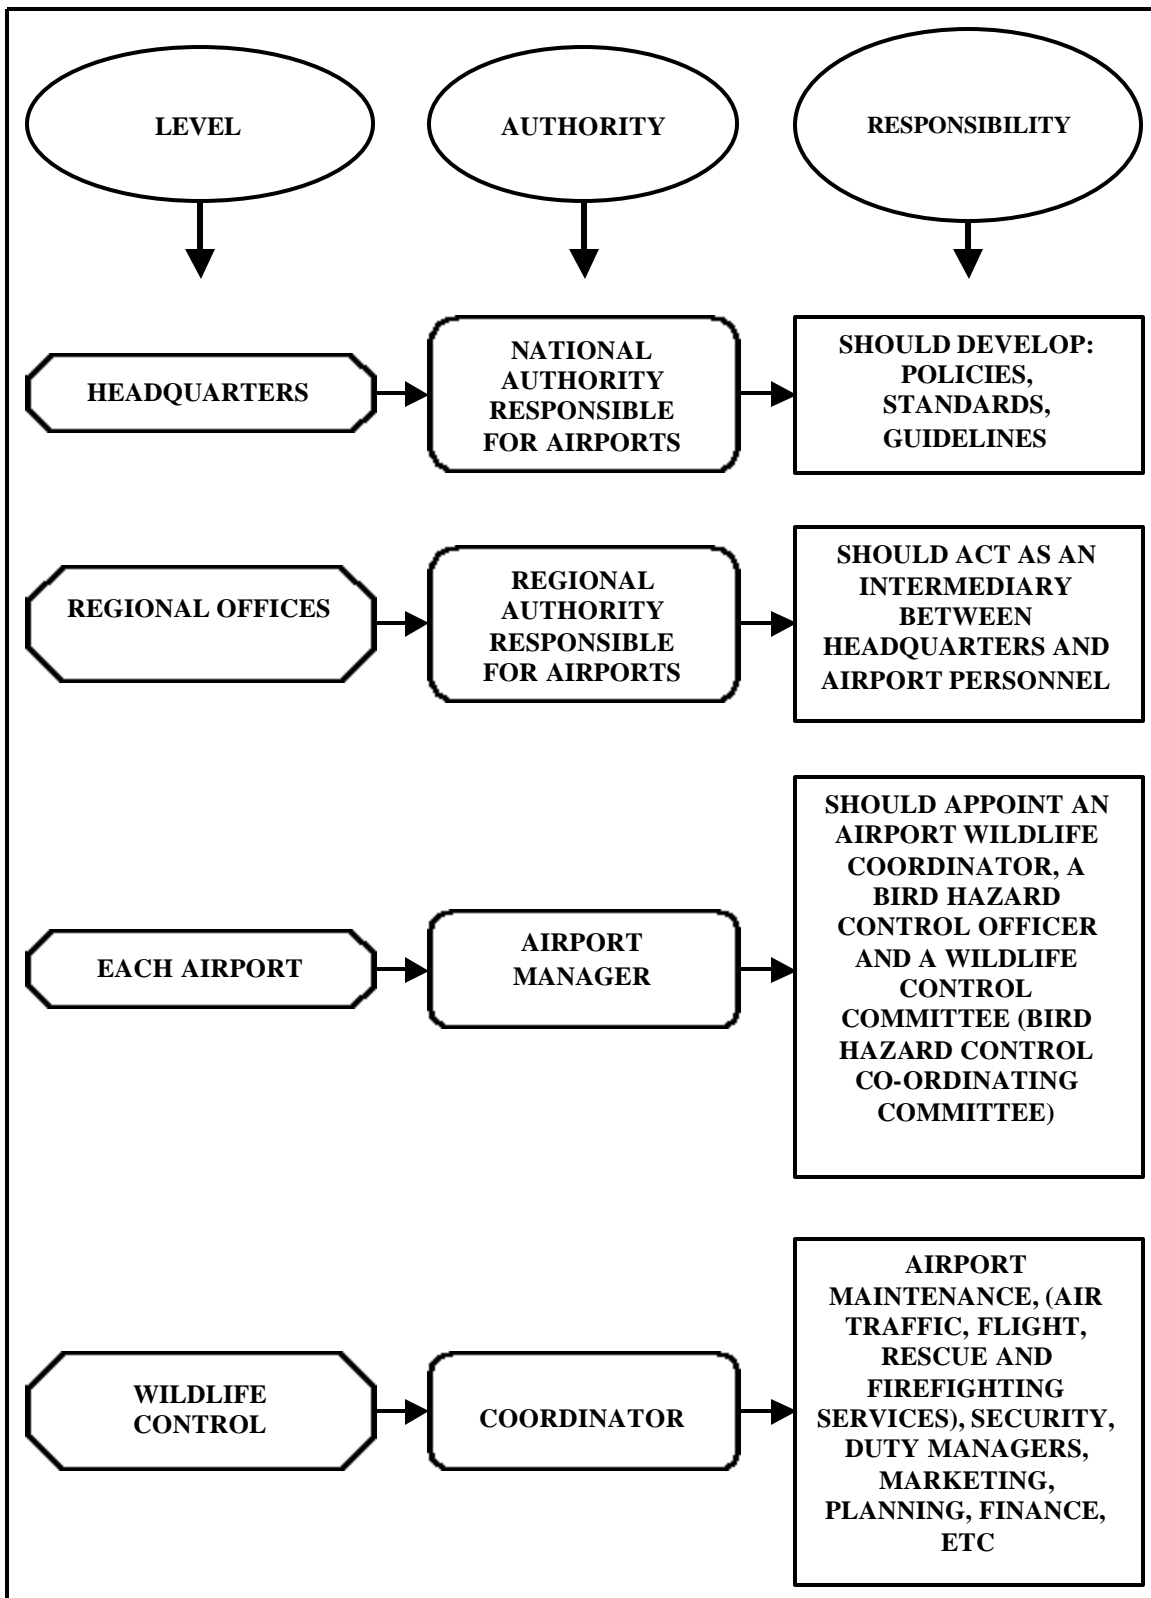 LEVEL
AUTHORITY
RESPONSIBILITY
HEADQUARTERS
NATIONAL
AUTHORITY
RESPONSIBLE
FOR AIRPORTS
SHOULD DEVELOP:
POLICIES,
STANDARDS,
GUIDELINES
REGIONAL OFFICES
REGIONAL
AUTHORITY
RESPONSIBLE
FOR AIRPORTS
SHOULD ACT AS AN
INTERMEDIARY
BETWEEN
HEADQUARTERS AND
AIRPORT PERSONNEL
EACH AIRPORT
AIRPORT
MANAGER
SHOULD APPOINT AN
AIRPORT WILDLIFE
COORDINATOR, A
BIRD HAZARD
CONTROL OFFICER
AND A WILDLIFE
CONTROL
COMMITTEE (BIRD
HAZARD CONTROL
CO-ORDINATING
COMMITTEE)
WILDLIFE
CONTROL
COORDINATOR
AIRPORT
MAINTENANCE, (AIR
TRAFFIC, FLIGHT,
RESCUE AND
FIREFIGHTING
SERVICES), SECURITY,
DUTY MANAGERS,
MARKETING,
PLANNING, FINANCE,
ETC